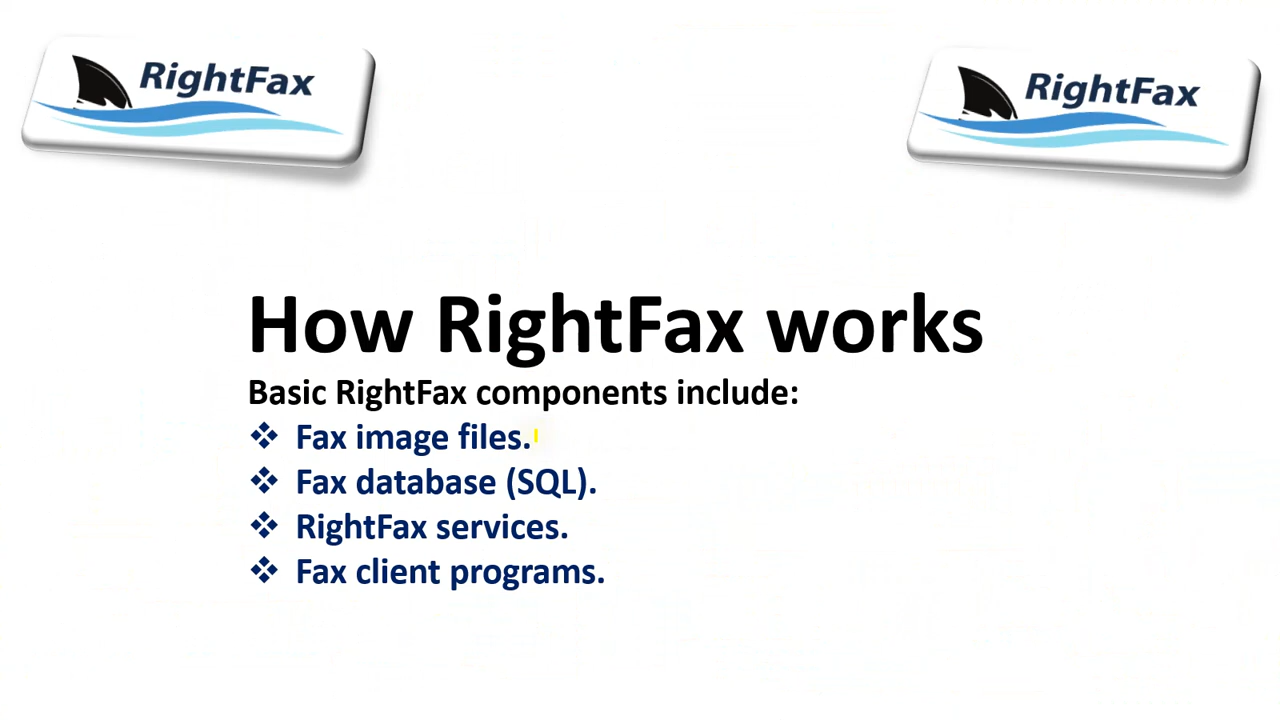 RightFax
RightFax
How RightFax works
Basic RightFax components include:
❖ Fax image files.
❖ Fax database (SQL).
❖ RightFax services.
❖ Fax client programs.